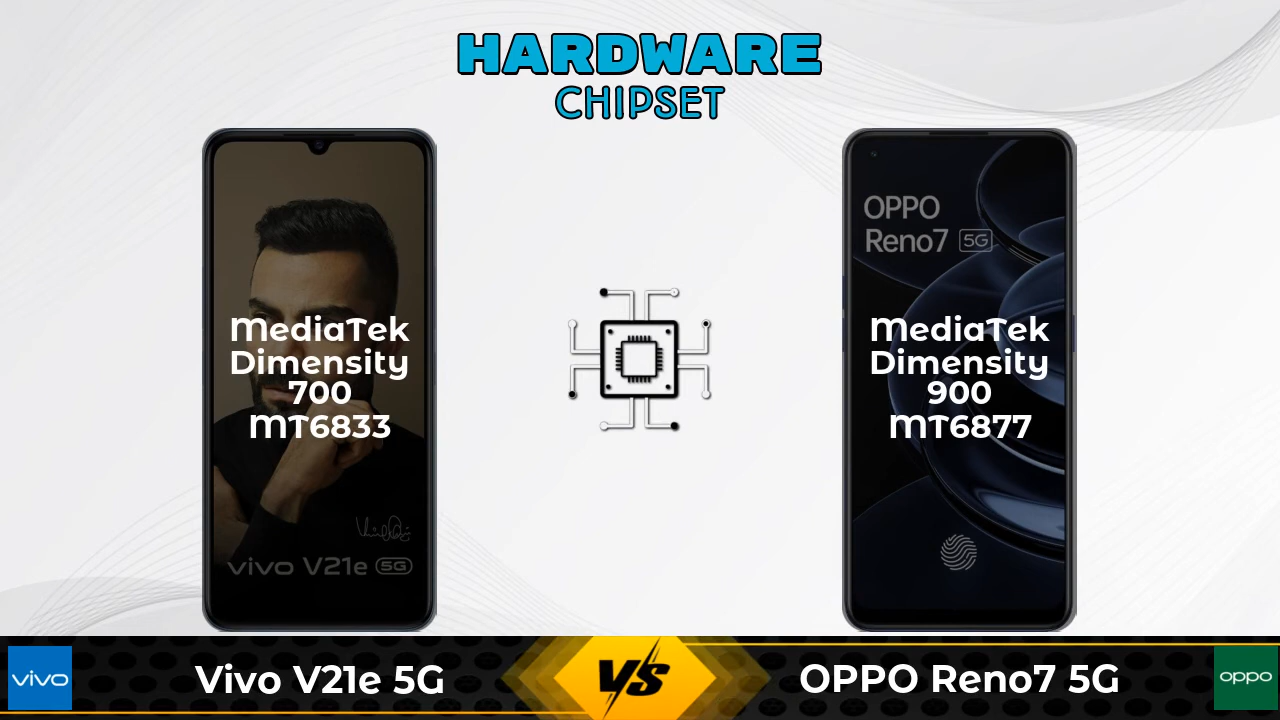 HARDWARE
CHIPSET
MediaTek
Dimensity
700
MT6833
vivo V21e 5G
OPPO
Reno7 5G
MediaTek
Dimensity
900
MT6877
vivo
Vivo V21e 5G
VS
OPPO Reno7 5G
oppo